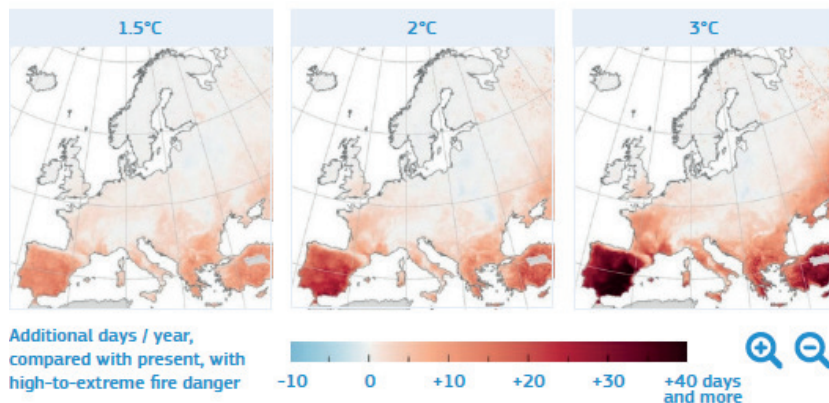 1.5°C
2°C
3°C
Additional days / year,
compared with present, with
high-to-extreme fire danger
-10
0
+10
+20
+30
+40 days
and more